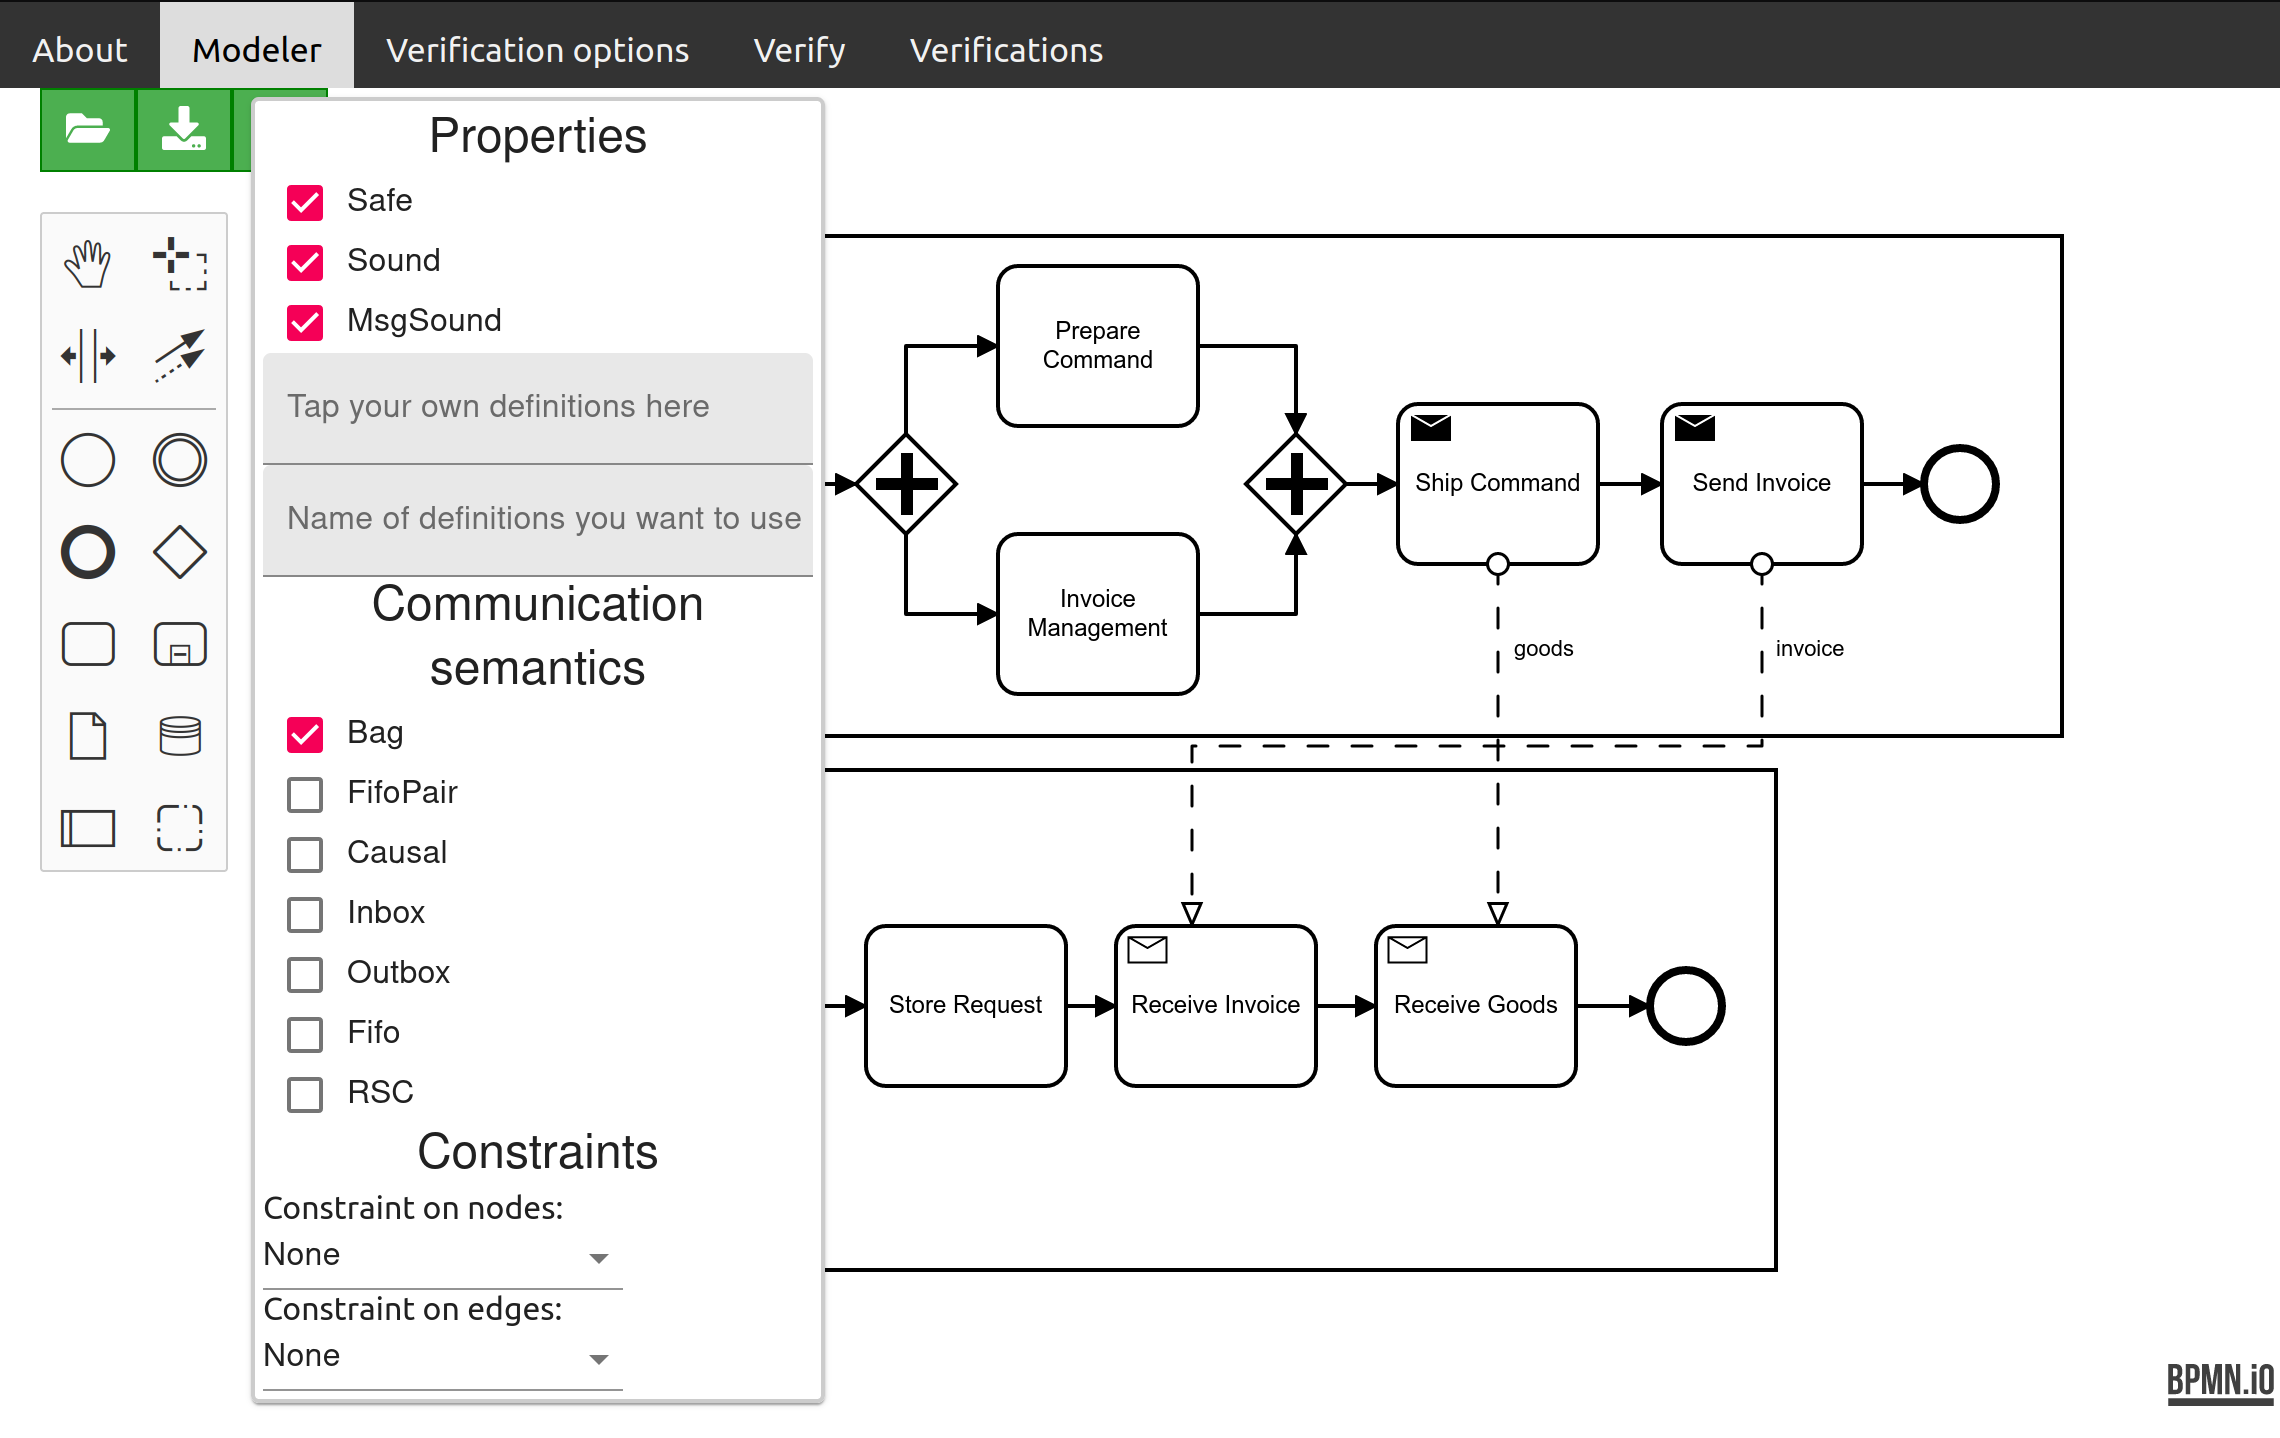 About
Modeler
Verification options
Verify
Verifications
Properties
Safe
Sound
MsgSound
Tap your own definitions here
Name of definitions you want to use
Communication
semantics
Bag
FifoPair
Causal
Inbox
Outbox
Fifo
RSC
Constraints
Constraint on nodes:
None
Constraint on edges:
None
Prepare
Command
Invoice
Management
Ship Command
Send Invoice
goods
invoice
Store Request
Receive Invoice
Receive Goods
BPMN.iO